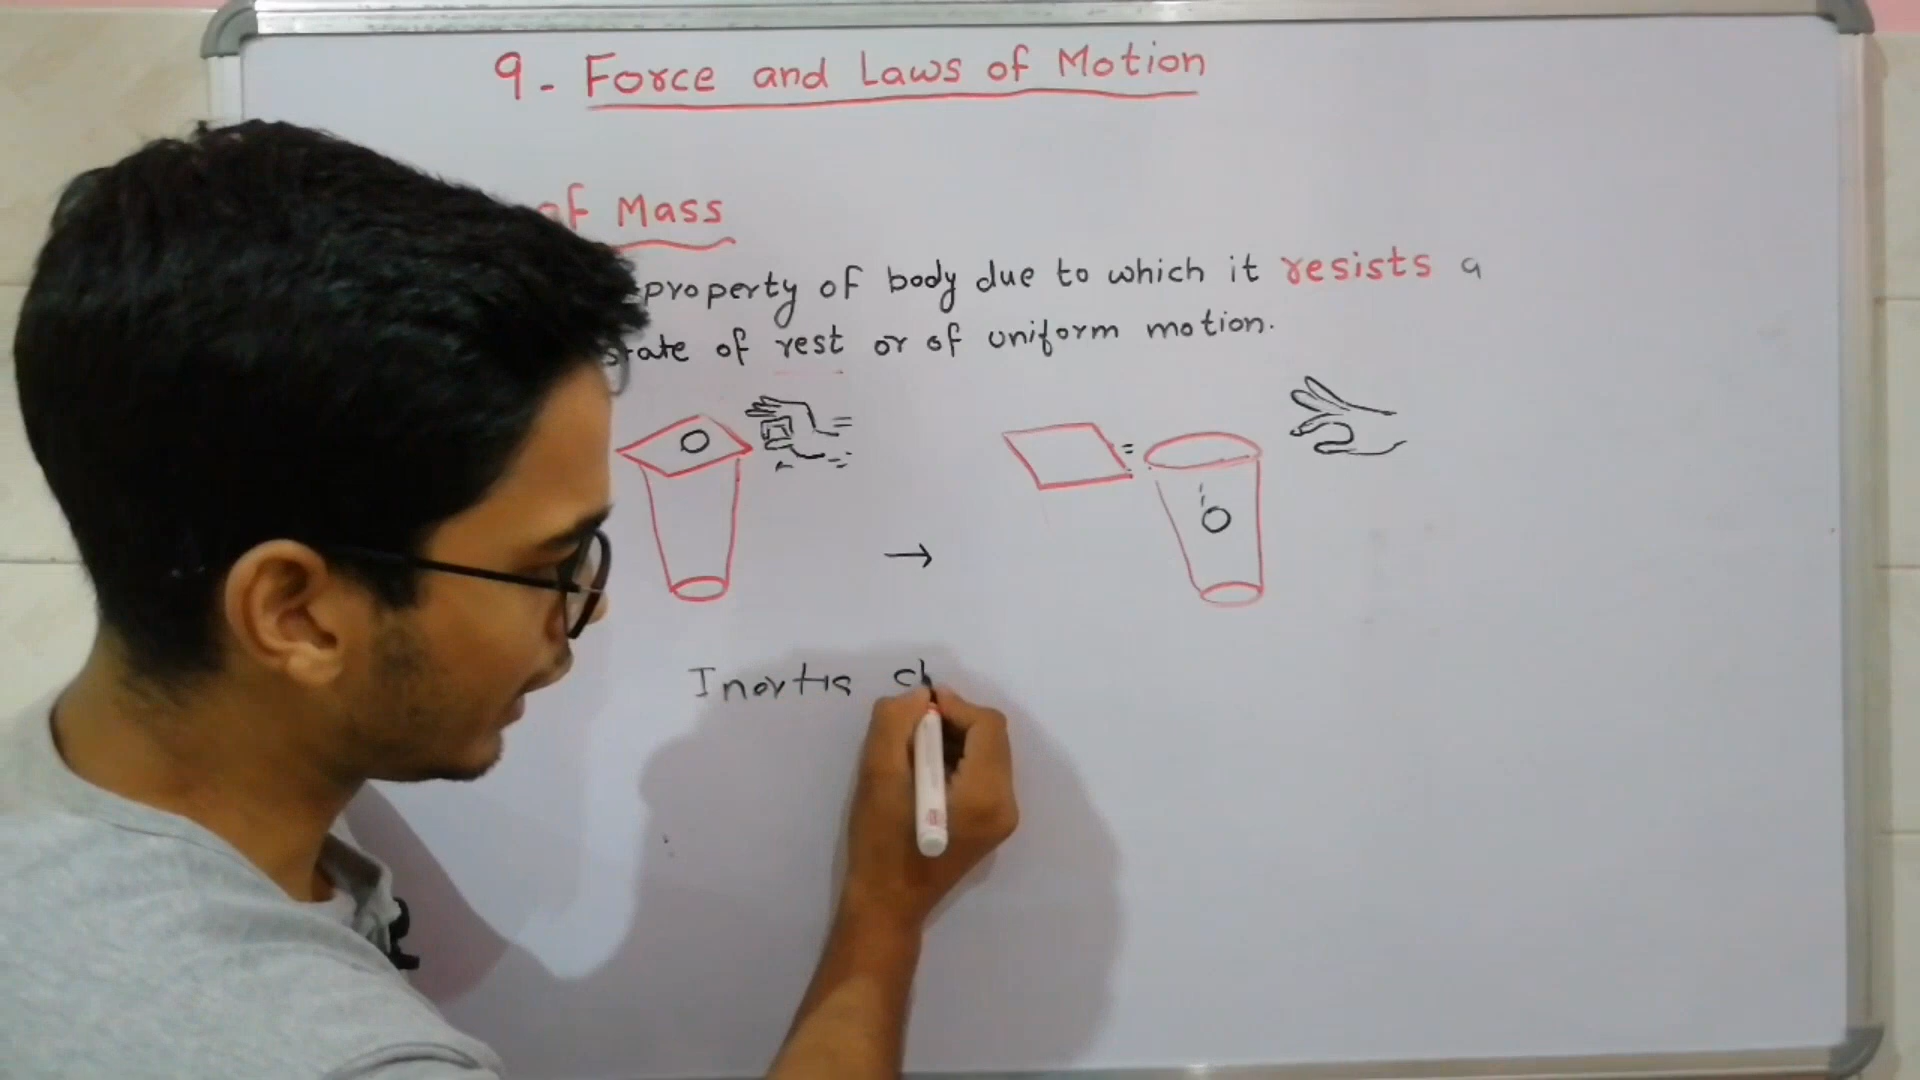 9 - Force and Laws of Motion
of Mass
property of body due to which it resists a
state of rest or of uniform motion.
Inertia